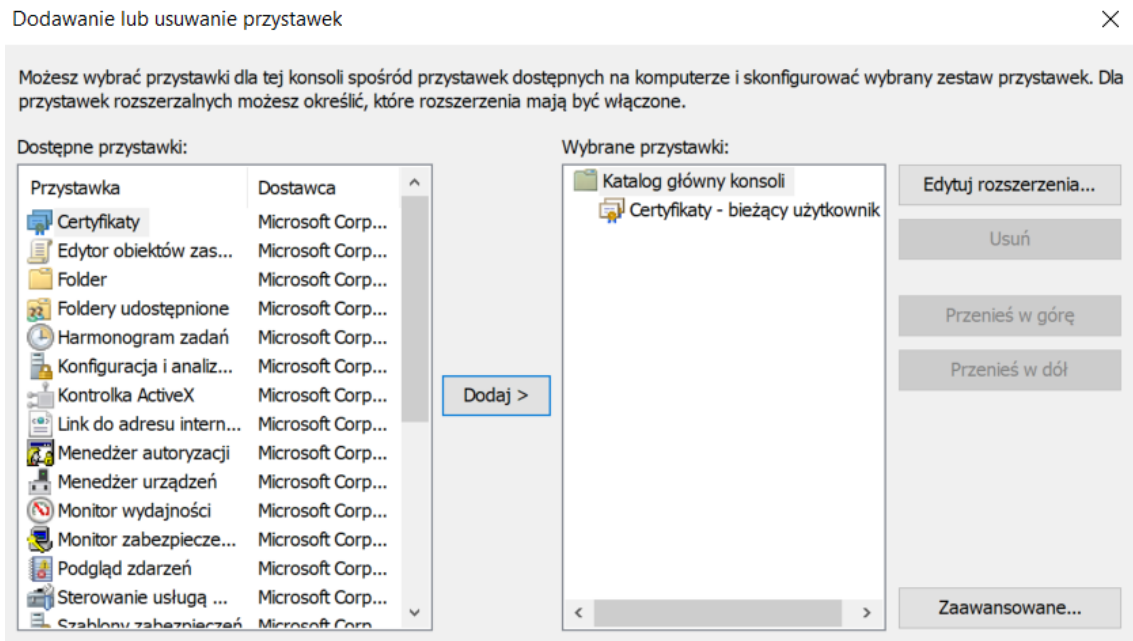 Dodawanie lub usuwanie przystawek
Możesz wybrać przystawki dla tej konsoli spośród przystawek dostępnych na komputerze i skonfigurować wybrany zestaw przystawek. Dla
przystawek rozszerzalnych możesz określić, które rozszerzenia mają być włączone.
Dostępne przystawki:
Przystawka Dostawca
Certyfikaty Microsoft Corp...
Edytor obiektów zas... Microsoft Corp...
Folder Microsoft Corp...
Foldery udostępnione Microsoft Corp...
Harmonogram zadań Microsoft Corp...
Konfiguracja i analiz... Microsoft Corp...
Kontrolka ActiveX Microsoft Corp...
Link do adresu intern... Microsoft Corp...
Menedżer autoryzacji Microsoft Corp...
Menedżer urządzeń Microsoft Corp...
Monitor wydajności Microsoft Corp...
Monitor zabezpiecze... Microsoft Corp...
Podgląd zdarzeń Microsoft Corp...
Sterowanie usługą ... Microsoft Corp...
Szablony zabezpieczeń Microsoft Corp...
Dodaj >
Wybrane przystawki:
Katalog główny konsoli
Certyfikaty - bieżący użytkownik
Edytuj rozszerzenia...
Usuń
Przenieś w górę
Przenieś w dół
Zaawansowane...